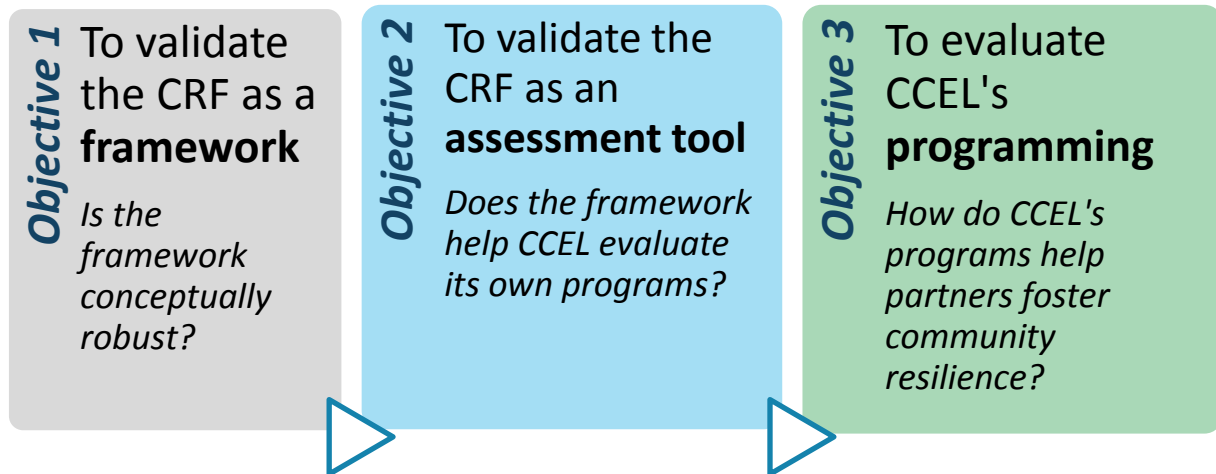 Objective 1
To validate
the CRF as a
framework
Is the
framework
conceptually
robust?
Objective 2
To validate the
CRF as an
assessment tool
Does the framework
help CCEL evaluate
its own programs?
Objective 3
To evaluate
CCEL's
programming
How do CCEL's
programs help
partners foster
community
resilience?